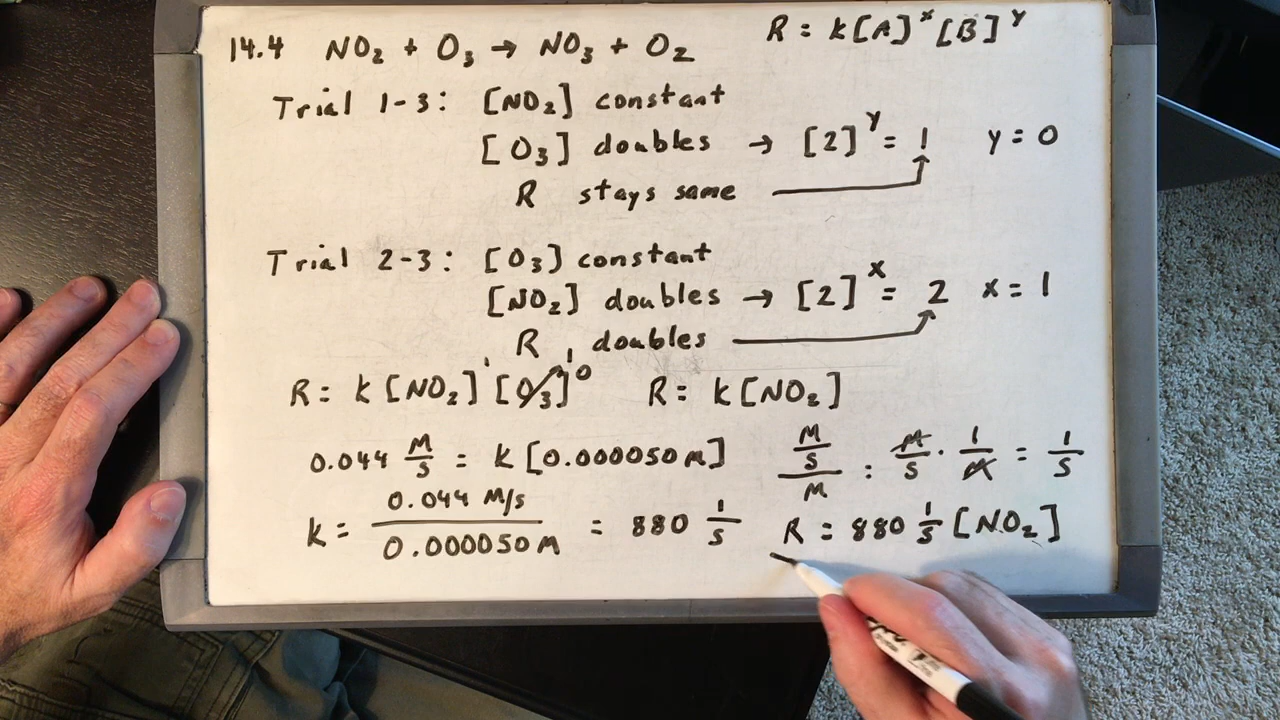 14.4 NO₂ + O₃ → NO₃ + O₂ R = k[A]ˣ[B]ʸ
Trial 1-3: [NO₂] constant
[O₃] doubles → [2]ʸ = 1 y = 0
R stays same
Trial 2-3: [O₃] constant
[NO₂] doubles → [2]ˣ = 2 x = 1
R doubles
R = k[NO₂]¹[O₃]⁰ 1 R = k[NO₂]
0.044 M/s = k[0.000050 M] M/s / M : M/s · 1/M = 1/s
k = 0.044 M/s / 0.000050 M = 880 1/s R = 880 1/s [NO₂]